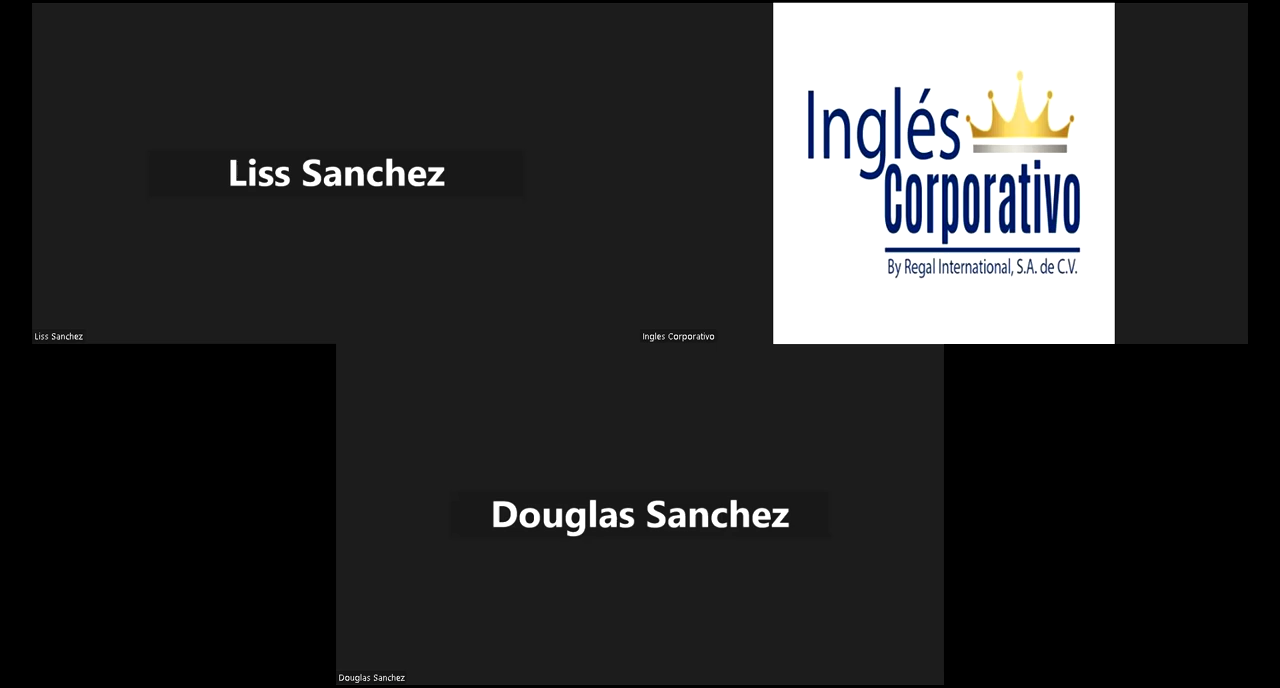 Liss Sanchez
Liss Sanchez
Inglés
Corporativo
By Regal International, S.A. de C.V.
Ingles Corporativo
Douglas Sanchez
Douglas Sanchez